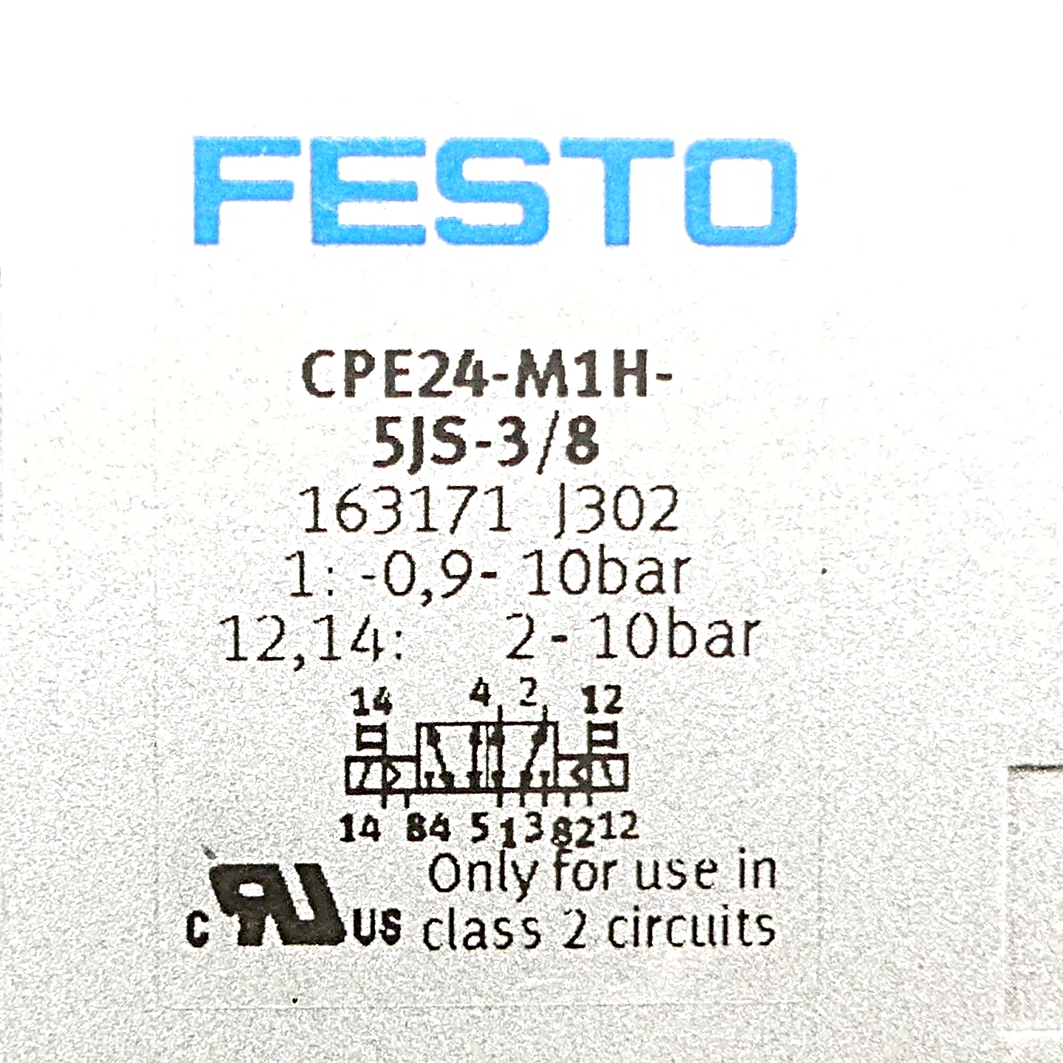 FESTO
CPE24-M1H-
5JS-3/8
163171 J302
1: -0,9- 10bar
12,14: 2- 10bar
14 4 2 12
14 84 5 1 3 82 12
Only for use in
C RU US class 2 circuits